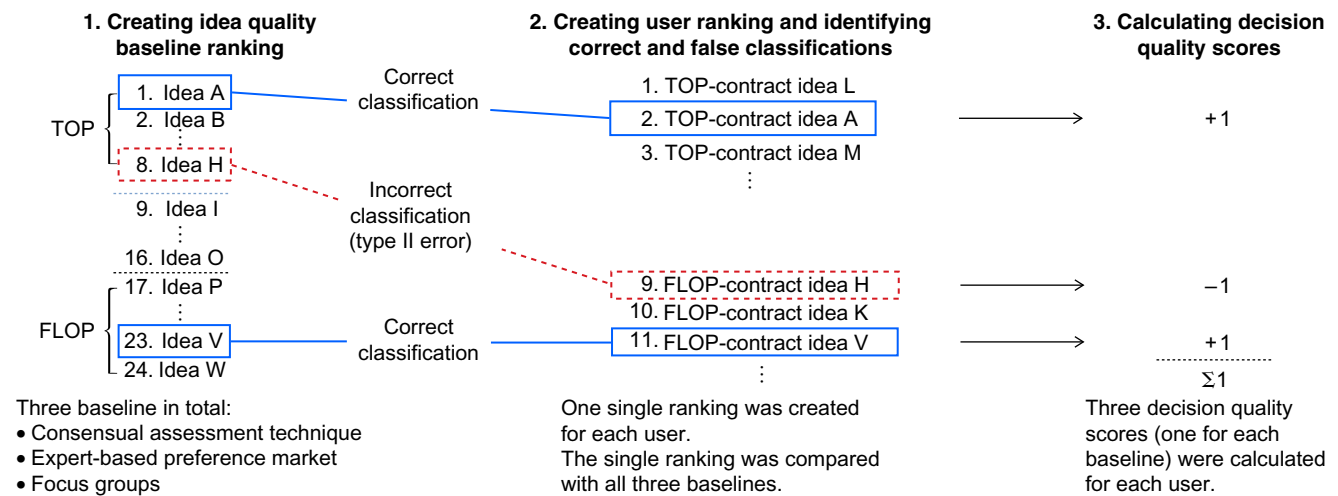 1. Creating idea quality
baseline ranking
TOP
1. Idea A
2. Idea B
8. Idea H
9. Idea I
16. Idea O
FLOP
17. Idea P
23. Idea V
24. Idea W
Three baseline in total:
• Consensual assessment technique
• Expert-based preference market
• Focus groups
Correct
classification
Incorrect
classification
(type II error)
Correct
classification
2. Creating user ranking and identifying
correct and false classifications
1. TOP-contract idea L
2. TOP-contract idea A
3. TOP-contract idea M
9. FLOP-contract idea H
10. FLOP-contract idea K
11. FLOP-contract idea V
One single ranking was created
for each user.
The single ranking was compared
with all three baselines.
3. Calculating decision
quality scores
+1
–1
+1
Σ1
Three decision quality
scores (one for each
baseline) were calculated
for each user.